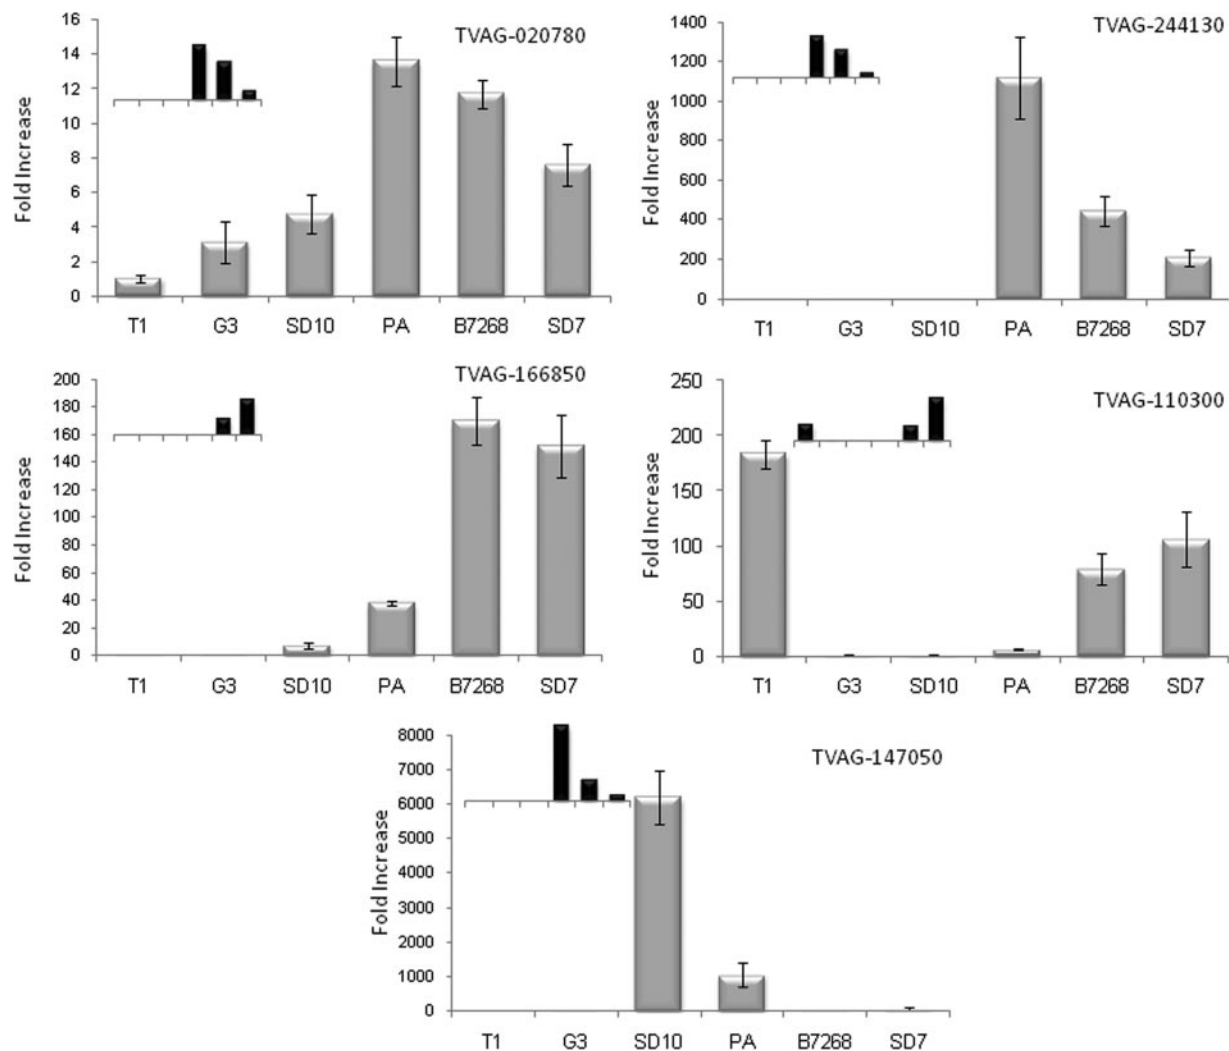 TVAG-020780
Fold Increase
16
14
12
10
8
6
4
2
0
T1 G3 SD10 PA B7268 SD7
TVAG-244130
Fold Increase
1400
1200
1000
800
600
400
200
0
T1 G3 SD10 PA B7268 SD7
TVAG-166850
Fold Increase
200
180
160
140
120
100
80
60
40
20
0
T1 G3 SD10 PA B7268 SD7
TVAG-110300
Fold Increase
250
200
150
100
50
0
T1 G3 SD10 PA B7268 SD7
TVAG-147050
Fold Increase
8000
7000
6000
5000
4000
3000
2000
1000
0
T1 G3 SD10 PA B7268 SD7